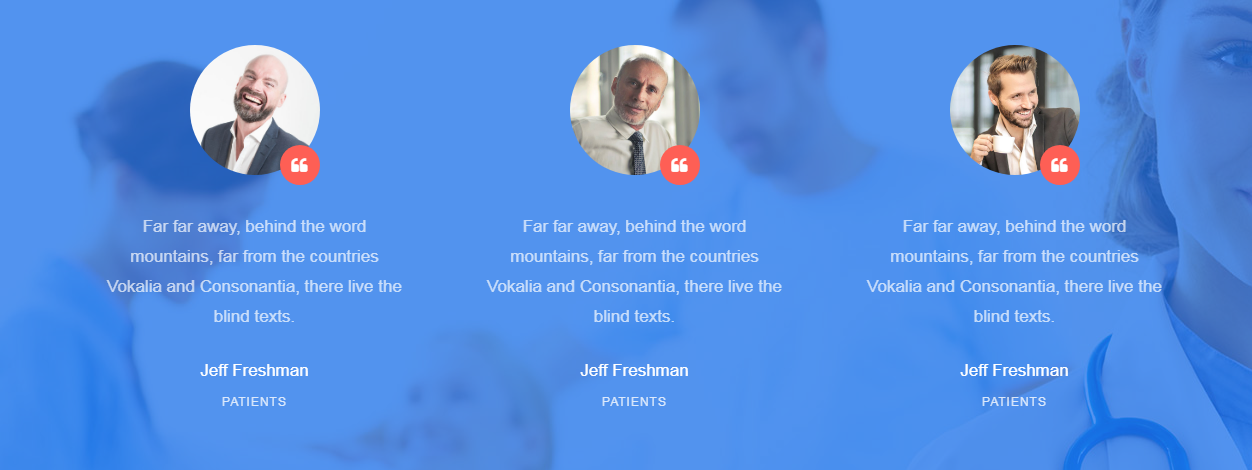 Far far away, behind the word
mountains, far from the countries
Vokalia and Consonantia, there live the
blind texts.
Jeff Freshman
PATIENTS
Far far away, behind the word
mountains, far from the countries
Vokalia and Consonantia, there live the
blind texts.
Jeff Freshman
PATIENTS
Far far away, behind the word
mountains, far from the countries
Vokalia and Consonantia, there live the
blind texts.
Jeff Freshman
PATIENTS